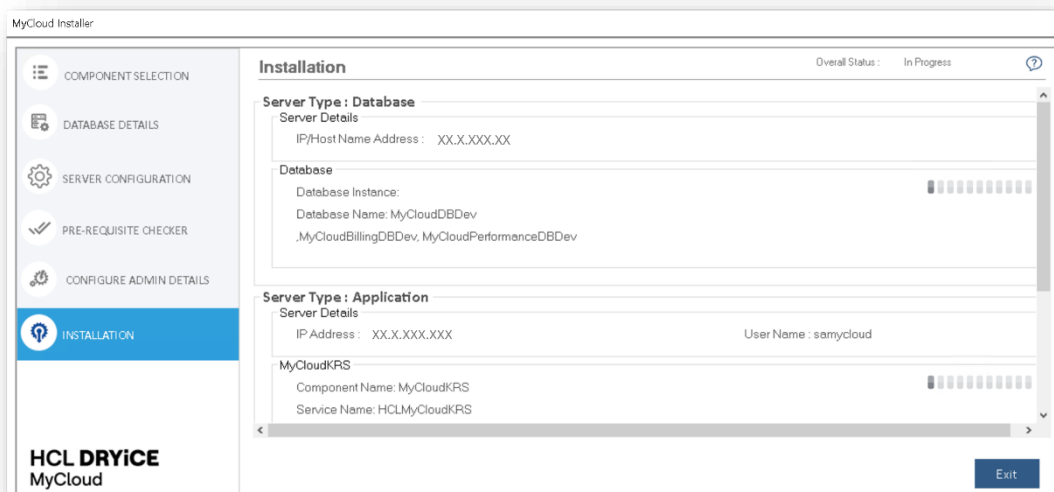 MyCloud Installer
COMPONENT SELECTION
DATABASE DETAILS
SERVER CONFIGURATION
PRE-REQUISITE CHECKER
CONFIGURE ADMIN DETAILS
INSTALLATION
HCL DRYiCE
MyCloud
Installation
Overall Status : In Progress
?
Server Type : Database
Server Details
IP/Host Name Address : XX.X.XXX.XX
Database
Database Instance:
Database Name: MyCloudDBDev
,MyCloudBillingDBDev, MyCloudPerformanceDBDev
Server Type : Application
Server Details
IP Address : XX.X.XXX.XXX User Name : samycloud
MyCloudKRS
Component Name: MyCloudKRS
Service Name: HCLMyCloudKRS
Exit